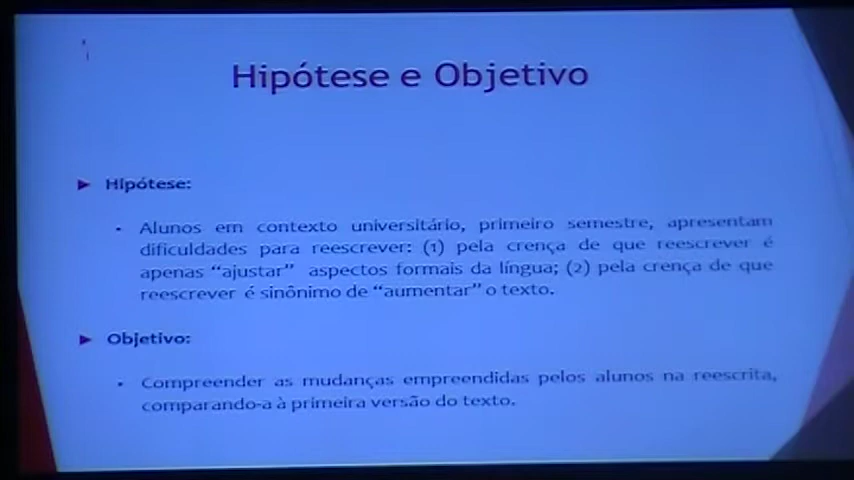 Hipótese e Objetivo
Hipótese:
Alunos em contexto universitário, primeiro semestre, apresentam
dificuldades para reescrever: (1) pela crença de que reescrever é
apenas “ajustar” aspectos formais da língua; (2) pela crença de que
reescrever é sinônimo de “aumentar” o texto.
Objetivo:
Compreender as mudanças empreendidas pelos alunos na reescrita,
comparando-a à primeira versão do texto.